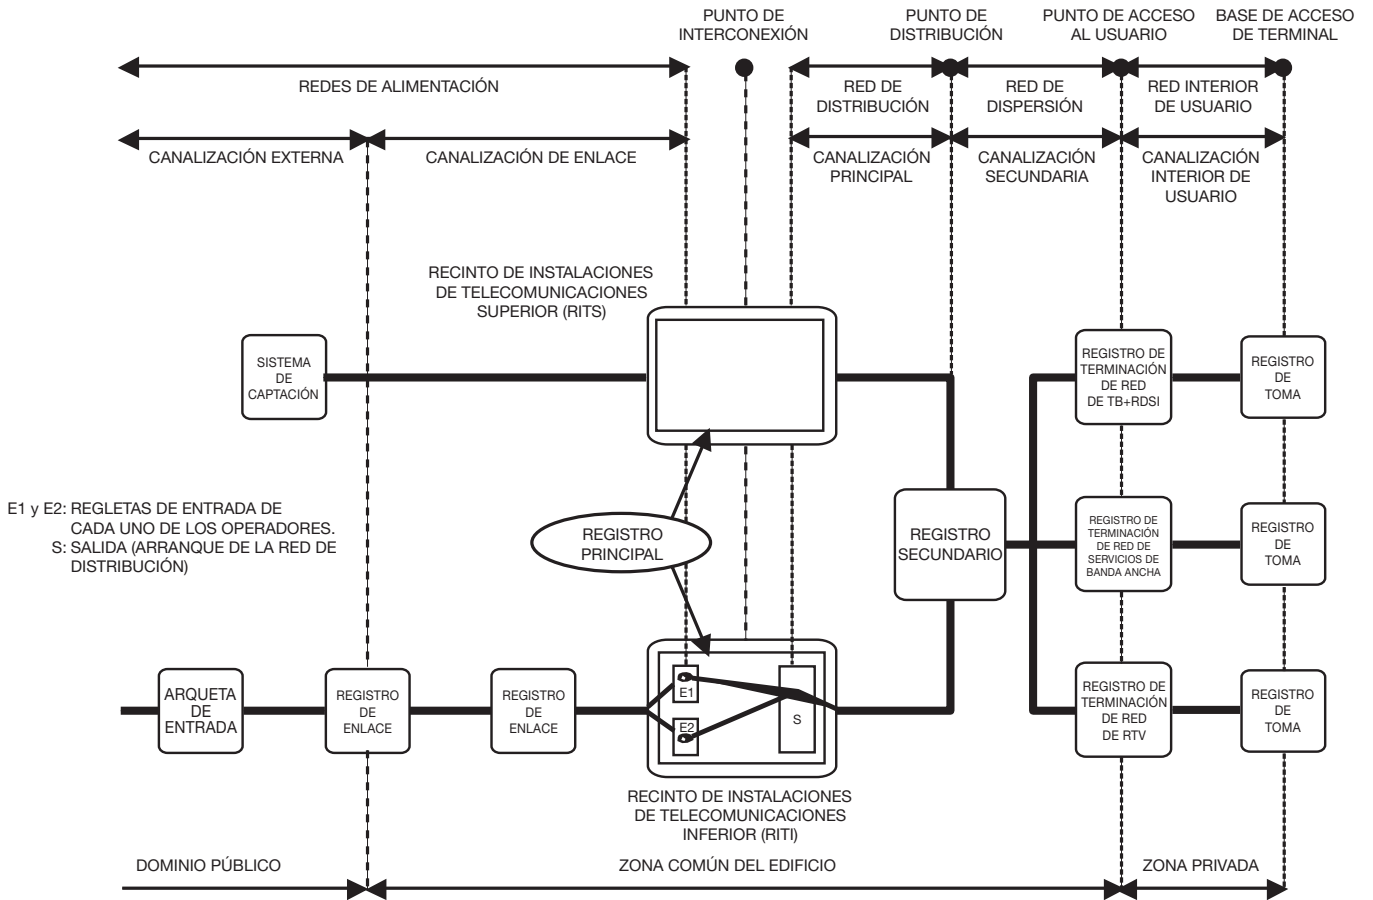 PUNTO DE
INTERCONEXIÓN
PUNTO DE
DISTRIBUCIÓN
PUNTO DE ACCESO
AL USUARIO
BASE DE ACCESO
DE TERMINAL
REDES DE ALIMENTACIÓN
RED DE
DISTRIBUCIÓN
RED DE
DISPERSIÓN
RED INTERIOR
DE USUARIO
CANALIZACIÓN EXTERNA
CANALIZACIÓN DE ENLACE
CANALIZACIÓN
PRINCIPAL
CANALIZACIÓN
SECUNDARIA
CANALIZACIÓN
INTERIOR DE
USUARIO
RECINTO DE INSTALACIONES
DE TELECOMUNICACIONES
SUPERIOR (RITS)
SISTEMA
DE
CAPTACIÓN
REGISTRO DE
TERMINACIÓN
DE RED
DE TB+RDSI
REGISTRO
DE
TOMA
E1 y E2: REGLETAS DE ENTRADA DE
CADA UNO DE LOS OPERADORES.
S: SALIDA (ARRANQUE DE LA RED DE
DISTRIBUCIÓN)
REGISTRO
PRINCIPAL
REGISTRO
SECUNDARIO
REGISTRO DE
TERMINACIÓN
DE RED DE
SERVICIOS DE
BANDA ANCHA
REGISTRO
DE
TOMA
ARQUETA
DE
ENTRADA
REGISTRO
DE
ENLACE
REGISTRO
DE
ENLACE
E1
E2
S
REGISTRO DE
TERMINACIÓN
DE RED
DE RTV
REGISTRO
DE
TOMA
RECINTO DE INSTALACIONES
DE TELECOMUNICACIONES
INFERIOR (RITI)
DOMINIO PÚBLICO
ZONA COMÚN DEL EDIFICIO
ZONA PRIVADA